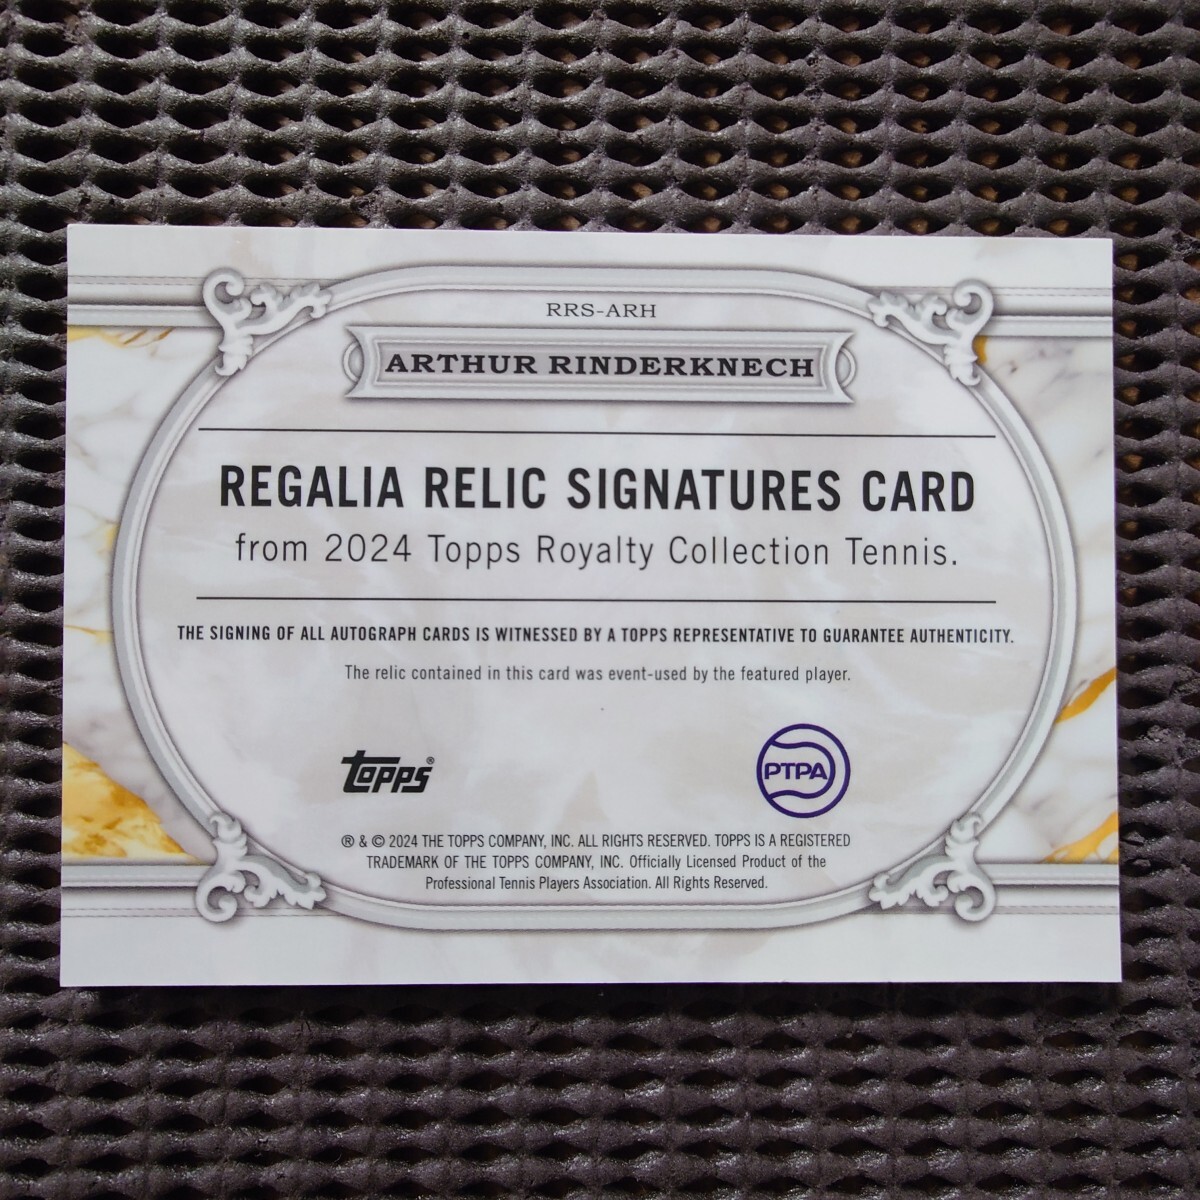 RRS-ARH
ARTHUR RINDERKNECH
REGALIA RELIC SIGNATURES CARD
from 2024 Topps Royalty Collection Tennis.
THE SIGNING OF ALL AUTOGRAPH CARDS IS WITNESSED BY A TOPPS REPRESENTATIVE TO GUARANTEE AUTHENTICITY.
The relic contained in this card was event-used by the featured player.
topps®
PTPA
® & © 2024 THE TOPPS COMPANY, INC. ALL RIGHTS RESERVED. TOPPS IS A REGISTERED
TRADEMARK OF THE TOPPS COMPANY, INC. Officially Licensed Product of the
Professional Tennis Players Association. All Rights Reserved.